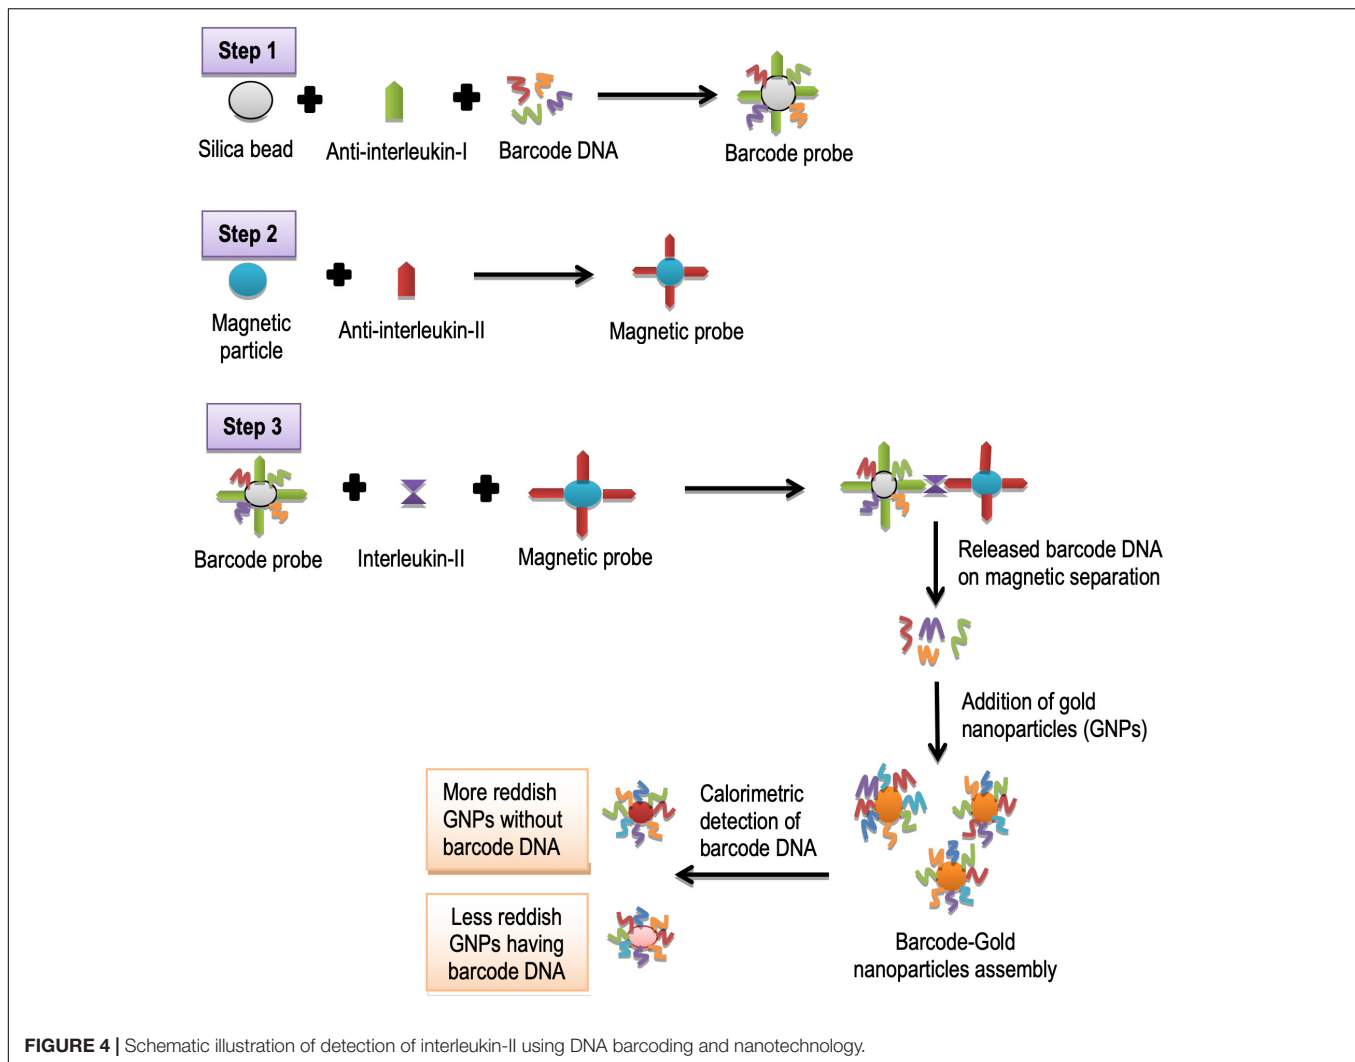 Step 1
Silica bead
Anti-interleukin-I
Barcode DNA
Barcode probe
Step 2
Magnetic
particle
Anti-interleukin-II
Magnetic probe
Step 3
Barcode probe
Interleukin-II
Magnetic probe
Released barcode DNA
on magnetic separation
Addition of gold
nanoparticles (GNPs)
Barcode-Gold
nanoparticles assembly
Calorimetric
detection of
barcode DNA
More reddish
GNPs without
barcode DNA
Less reddish
GNPs having
barcode DNA
FIGURE 4 | Schematic illustration of detection of interleukin-II using DNA barcoding and nanotechnology.